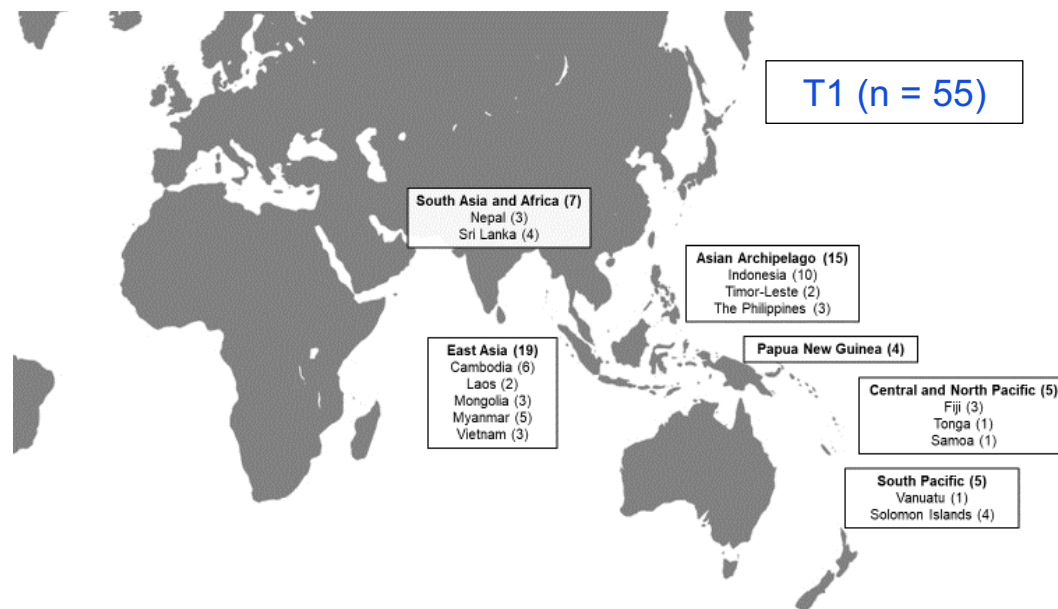 T1 (n = 55)
South Asia and Africa (7)
Nepal (3)
Sri Lanka (4)
Asian Archipelago (15)
Indonesia (10)
Timor-Leste (2)
The Philippines (3)
East Asia (19)
Cambodia (6)
Laos (2)
Mongolia (3)
Myanmar (5)
Vietnam (3)
Papua New Guinea (4)
Central and North Pacific (5)
Fiji (3)
Tonga (1)
Samoa (1)
South Pacific (5)
Vanuatu (1)
Solomon Islands (4)